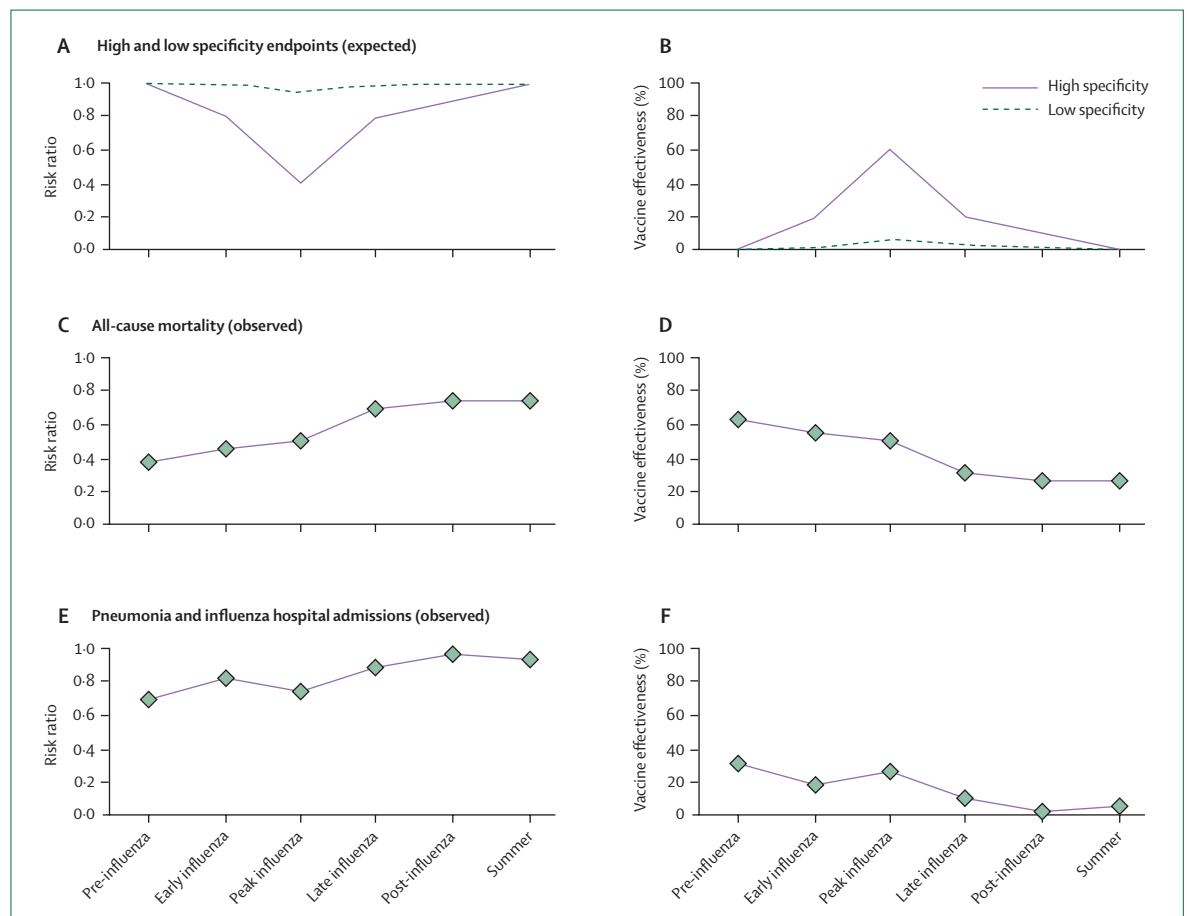 A High and low specificity endpoints (expected)
1·0
0·8
0·6
0·4
0·2
0·0
Risk ratio
B
100
80
60
40
20
0
Vaccine effectiveness (%)
High specificity
Low specificity
C All-cause mortality (observed)
1·0
0·8
0·6
0·4
0·2
0·0
Risk ratio
D
100
80
60
40
20
0
Vaccine effectiveness (%)
E Pneumonia and influenza hospital admissions (observed)
1·0
0·8
0·6
0·4
0·2
0·0
Risk ratio
Pre-influenza
Early influenza
Peak influenza
Late influenza
Post-influenza
Summer
F
100
80
60
40
20
0
Vaccine effectiveness (%)
Pre-influenza
Early influenza
Peak influenza
Late influenza
Post-influenza
Summer